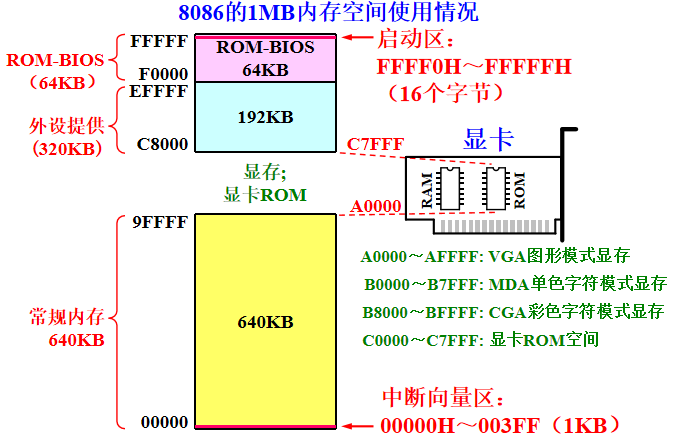 8086的1MB内存空间使用情况
FFFFF
ROM-BIOS
64KB
启动区：
FFFF0H～FFFFFH
（16个字节）
ROM-BIOS
（64KB）
F0000
EFFFF
外设提供
(320KB)
192KB
C8000
C7FFF
显卡
显存;
显卡ROM
RAM
ROM
A0000
9FFFF
A0000～AFFFF: VGA图形模式显存
B0000～B7FFF: MDA单色字符模式显存
B8000～BFFFF: CGA彩色字符模式显存
C0000～C7FFF: 显卡ROM空间
常规内存
640KB
640KB
中断向量区：
00000
00000H～003FF（1KB）